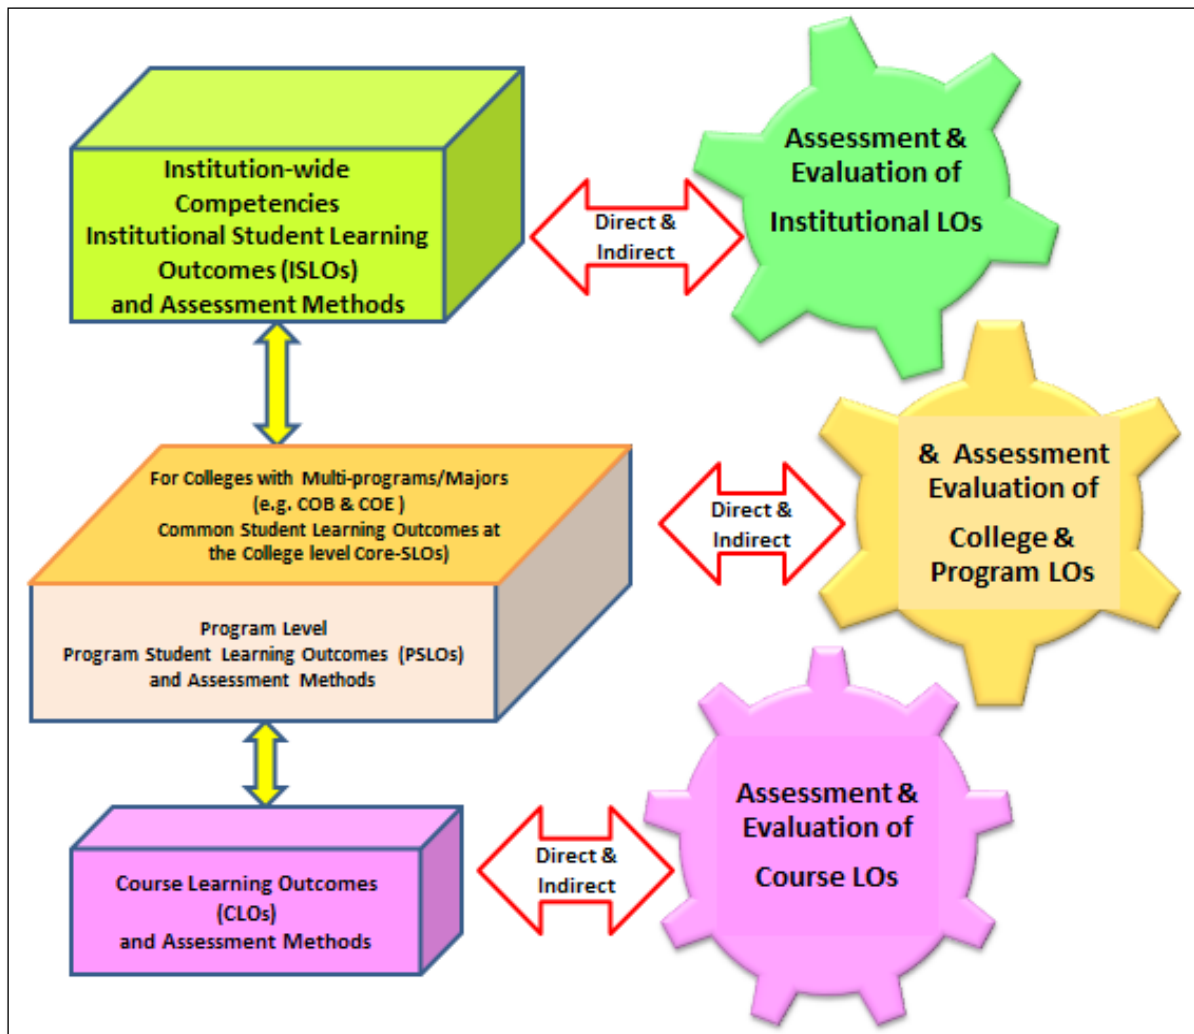 Institution-wide
Competencies
Institutional Student Learning
Outcomes (ISLOs)
and Assessment Methods
Direct &
Indirect
Assessment &
Evaluation of
Institutional LOs
For Colleges with Multi-programs/Majors
(e.g. COB & COE )
Common Student Learning Outcomes at
the College level Core-SLOs)
Program Level
Program Student Learning Outcomes (PSLOs)
and Assessment Methods
Direct &
Indirect
& Assessment
Evaluation of
College &
Program LOs
Course Learning Outcomes
(CLOs)
and Assessment Methods
Direct &
Indirect
Assessment &
Evaluation of
Course LOs